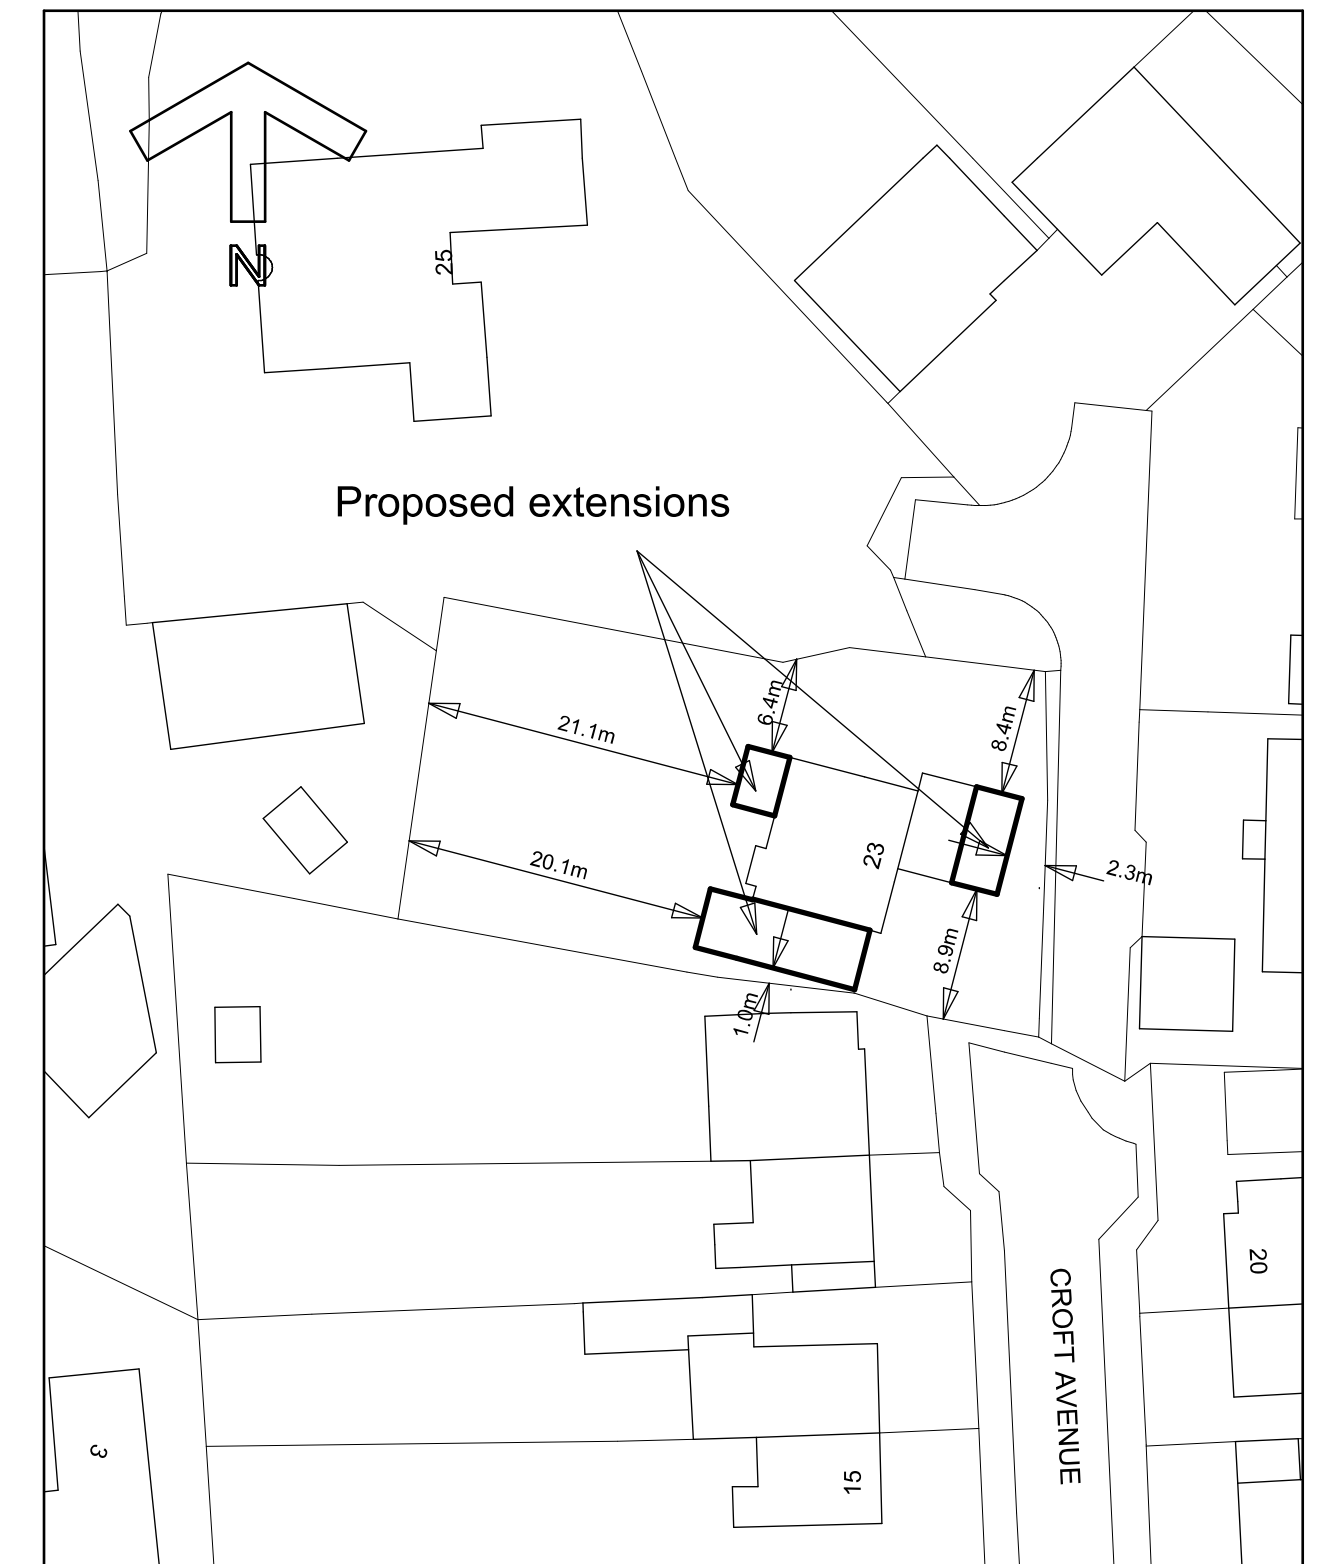 N
25
Proposed extensions
6.4m
21.1m
8.4m
23
20.1m
2.3m
8.9m
1.0m
20
CROFT AVENUE
3
15